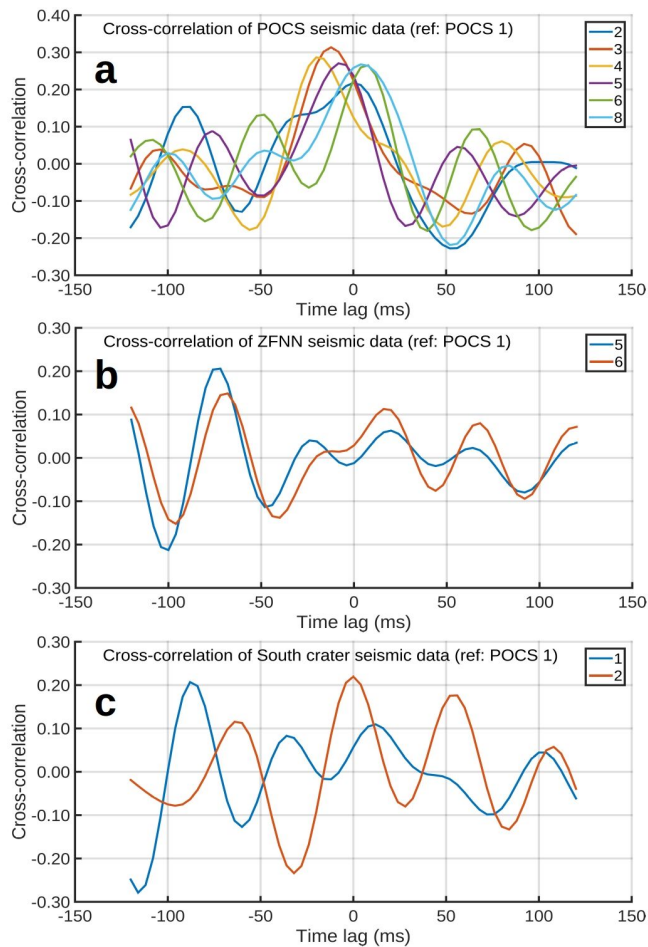 Cross-correlation of POCS seismic data (ref: POCS 1)
a
2
3
4
5
6
8
Cross-correlation
0.40
0.30
0.20
0.10
0.00
-0.10
-0.20
-0.30
-150 -100 -50 0 50 100 150
Time lag (ms)
Cross-correlation of ZFNN seismic data (ref: POCS 1)
b
5
6
Cross-correlation
0.30
0.20
0.10
0.00
-0.10
-0.20
-0.30
-150 -100 -50 0 50 100 150
Time lag (ms)
Cross-correlation of South crater seismic data (ref: POCS 1)
c
1
2
Cross-correlation
0.30
0.20
0.10
0.00
-0.10
-0.20
-0.30
-150 -100 -50 0 50 100 150
Time lag (ms)